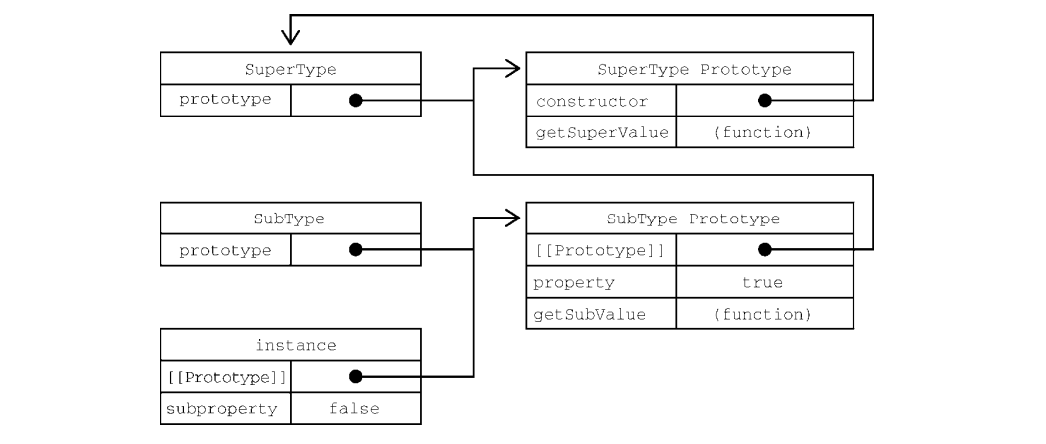 SuperType
prototype
SuperType Prototype
constructor
getSuperValue (function)
SubType
prototype
SubType Prototype
[[Prototype]]
property true
getSubValue (function)
instance
[[Prototype]]
subproperty false